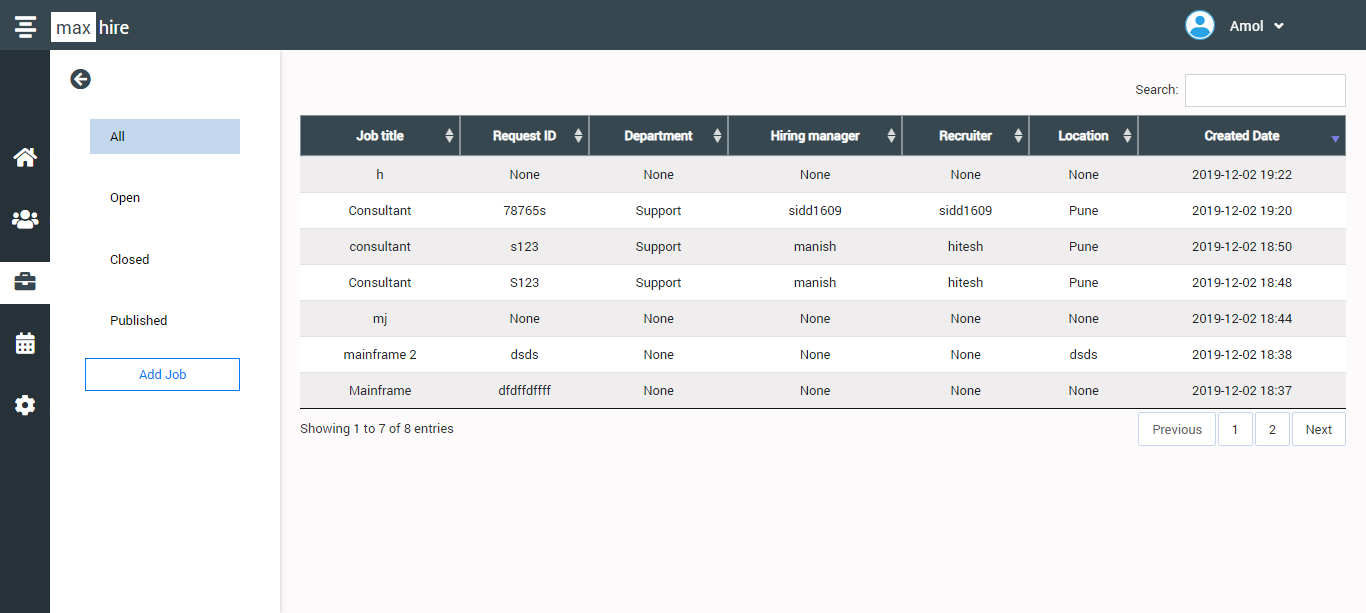 max hire
Amol
Search:
All
Open
Closed
Published
Add Job
Job title Request ID Department Hiring manager Recruiter Location Created Date
h None None None None None 2019-12-02 19:22
Consultant 78765s Support sidd1609 sidd1609 Pune 2019-12-02 19:20
consultant s123 Support manish hitesh Pune 2019-12-02 18:50
Consultant S123 Support manish hitesh Pune 2019-12-02 18:48
mj None None None None None 2019-12-02 18:44
mainframe 2 dsds None None None dsds 2019-12-02 18:38
Mainframe dfdffdffff None None None None 2019-12-02 18:37
Showing 1 to 7 of 8 entries
Previous 1 2 Next